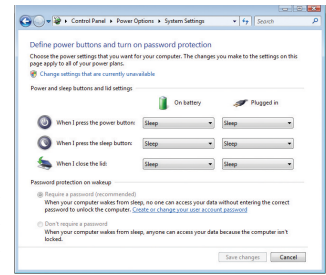 Control Panel ▸ Power Options ▸ System Settings
Search
Define power buttons and turn on password protection
Choose the power settings that you want for your computer. The changes you make to the settings on this
page apply to all of your power plans.
Change settings that are currently unavailable
Power and sleep buttons and lid settings
On battery Plugged in
When I press the power button: Sleep Sleep
When I press the sleep button: Sleep Sleep
When I close the lid: Sleep Sleep
Password protection on wakeup
Require a password (recommended)
When your computer wakes from sleep, no one can access your data without entering the correct
password to unlock the computer. Create or change your user account password
Don't require a password
When your computer wakes from sleep, anyone can access your data because the computer isn't
locked.
Save changes Cancel